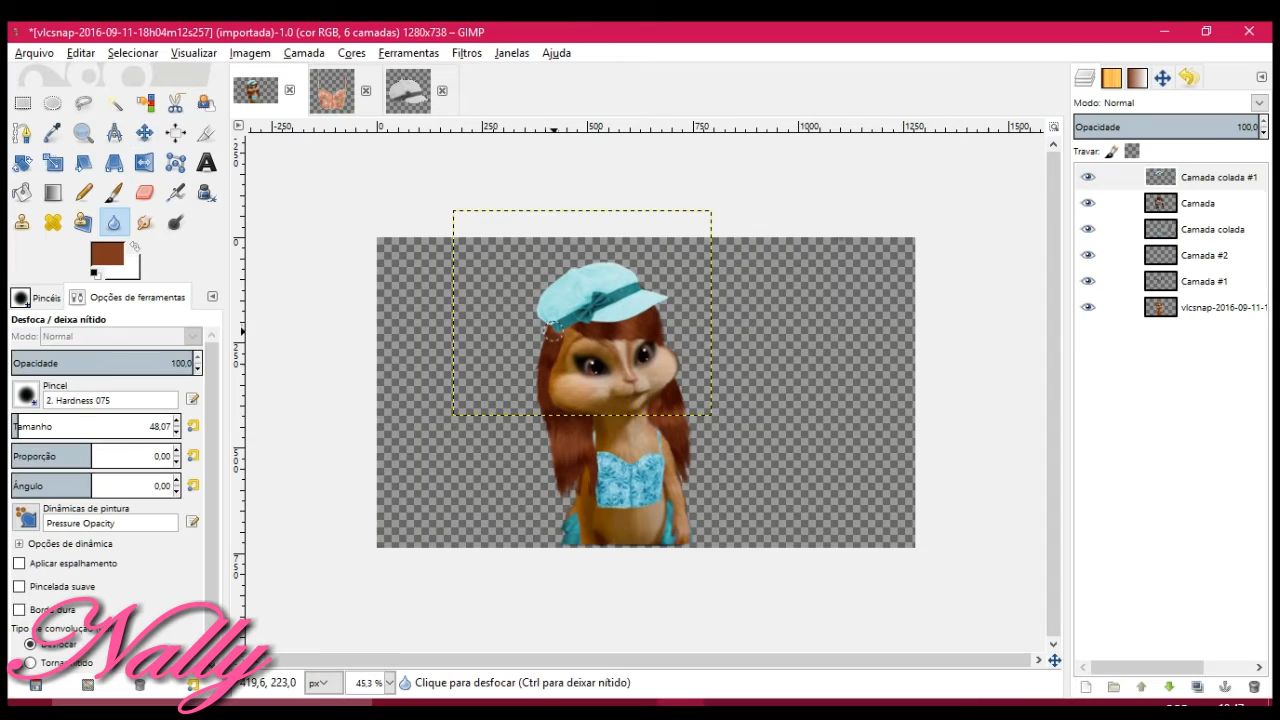 *[vlcsnap-2016-09-11-18h04m12s257] (importada)-1.0 (cor RGB, 6 camadas) 1280x738 – GIMP
Arquivo Editar Selecionar Visualizar Imagem Camada Cores Ferramentas Filtros Janelas Ajuda
Modo: Normal
Opacidade 100,0
Travar:
Camada colada #1
Camada
Camada colada
Camada #2
Camada #1
vlcsnap-2016-09-11-1
-250 0 250 500 750 1000 1250 1500
Pincéis Opções de ferramentas
Desfoca / deixa nítido
Modo: Normal
Opacidade 100,0
Pincel
2. Hardness 075
Tamanho 48,07
Proporção 0,00
Ângulo 0,00
Dinâmicas de pintura
Pressure Opacity
Opções de dinâmica
Aplicar espalhamento
Pincelada suave
Borda dura
Tipo de convolução
Nally
419,6, 223,0 px 45,3 % Clique para desfocar (Ctrl para deixar nítido)